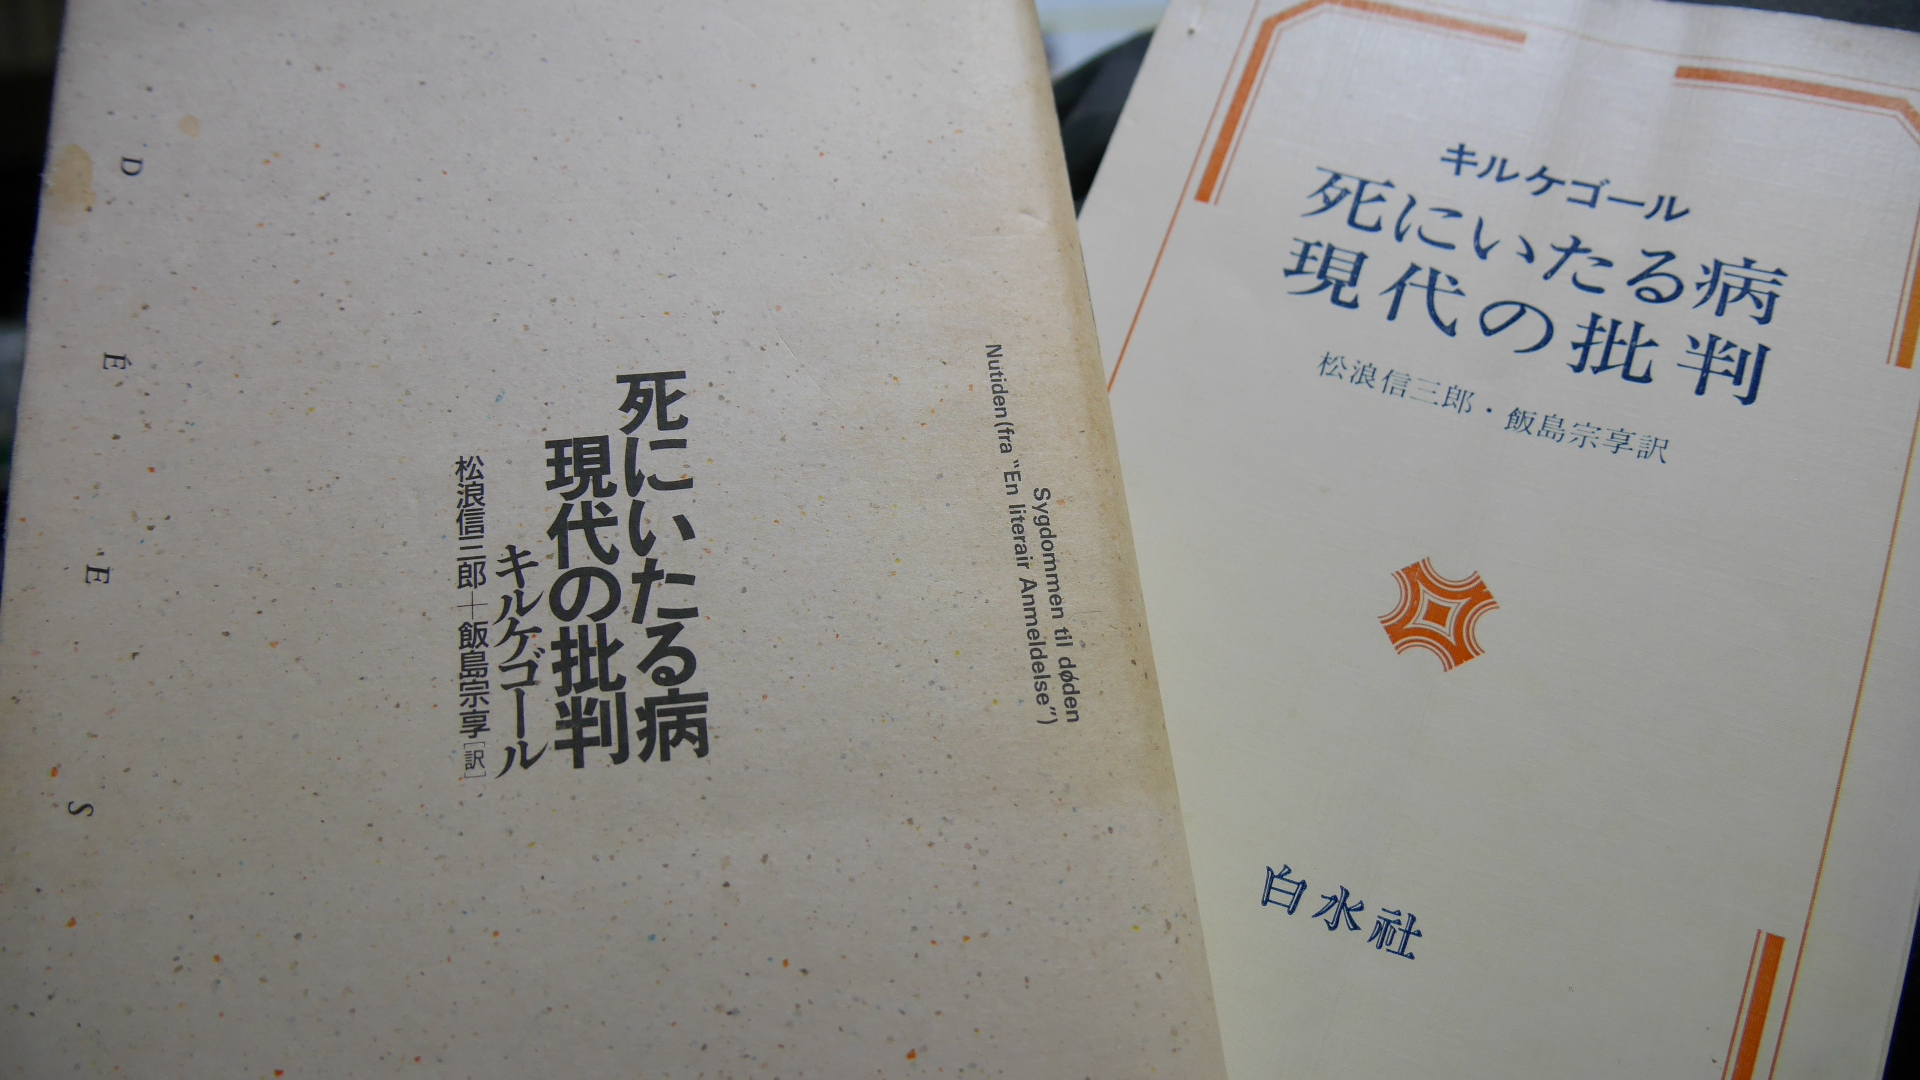 D É E S
死にいたる病
現代の批判
キルケゴール
松浪信三郎＋飯島宗享[訳]
Sygdommen til døden
Nutiden (fra “En literair Anmeldelse”)
キルケゴール
死にいたる病
現代の批判
松浪信三郎・飯島宗享訳
白水社